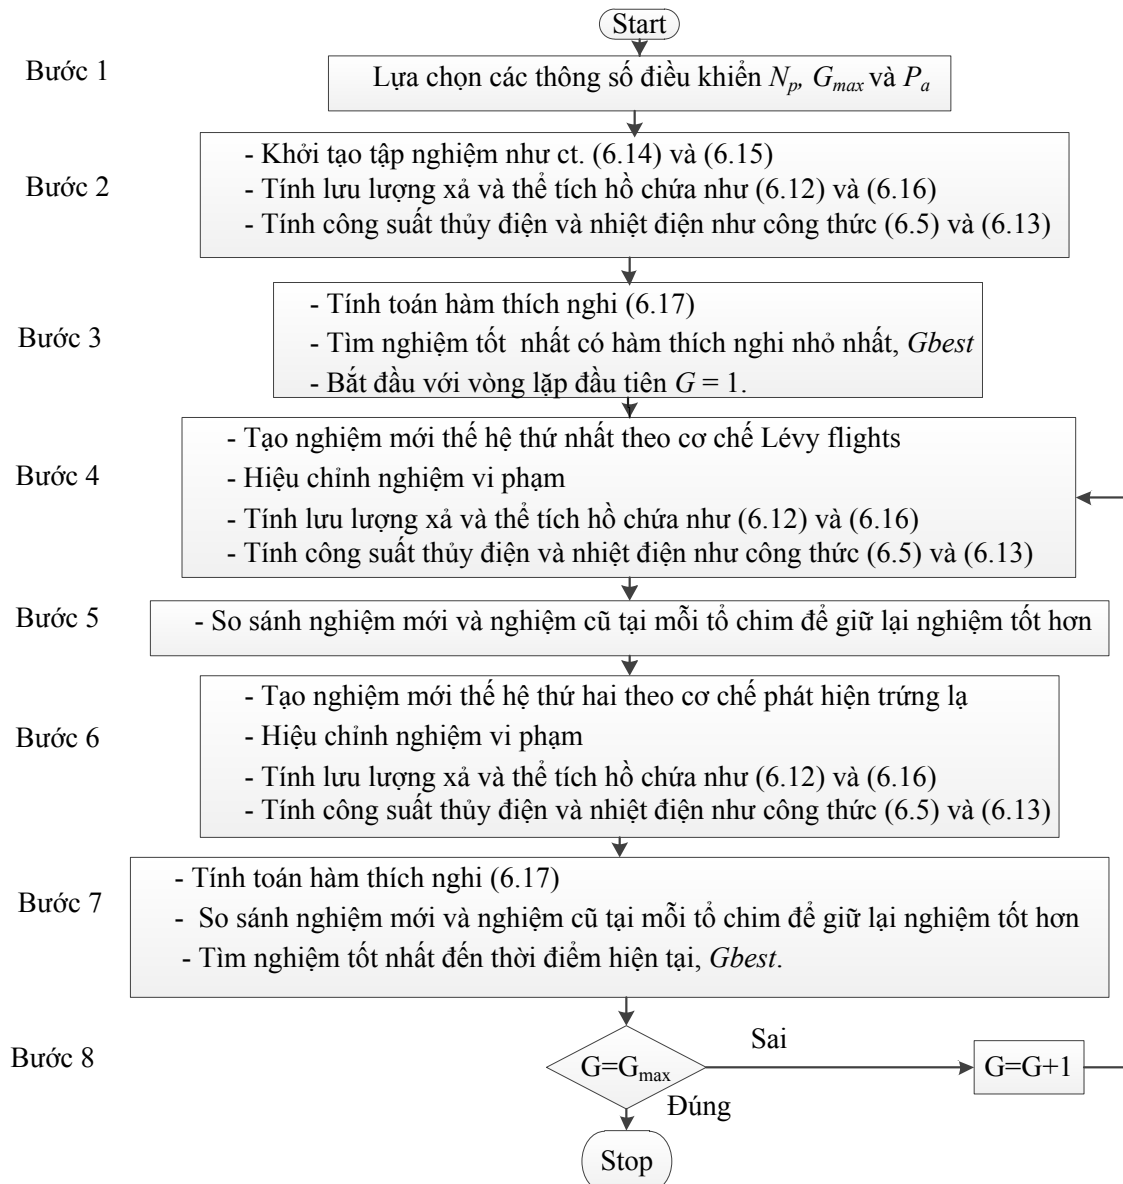 Start
Bước 1
Lựa chọn các thông số điều khiển Np, Gmax và Pa
Bước 2
- Khởi tạo tập nghiệm như ct. (6.14) và (6.15)
- Tính lưu lượng xả và thể tích hồ chứa như (6.12) và (6.16)
- Tính công suất thủy điện và nhiệt điện như công thức (6.5) và (6.13)
Bước 3
- Tính toán hàm thích nghi (6.17)
- Tìm nghiệm tốt nhất có hàm thích nghi nhỏ nhất, Gbest
- Bắt đầu với vòng lặp đầu tiên G = 1.
Bước 4
- Tạo nghiệm mới thế hệ thứ nhất theo cơ chế Lévy flights
- Hiệu chỉnh nghiệm vi phạm
- Tính lưu lượng xả và thể tích hồ chứa như (6.12) và (6.16)
- Tính công suất thủy điện và nhiệt điện như công thức (6.5) và (6.13)
Bước 5
- So sánh nghiệm mới và nghiệm cũ tại mỗi tổ chim để giữ lại nghiệm tốt hơn
Bước 6
- Tạo nghiệm mới thế hệ thứ hai theo cơ chế phát hiện trứng lạ
- Hiệu chỉnh nghiệm vi phạm
- Tính lưu lượng xả và thể tích hồ chứa như (6.12) và (6.16)
- Tính công suất thủy điện và nhiệt điện như công thức (6.5) và (6.13)
Bước 7
- Tính toán hàm thích nghi (6.17)
- So sánh nghiệm mới và nghiệm cũ tại mỗi tổ chim để giữ lại nghiệm tốt hơn
- Tìm nghiệm tốt nhất đến thời điểm hiện tại, Gbest.
Bước 8
G=Gmax
Sai
G=G+1
Đúng
Stop